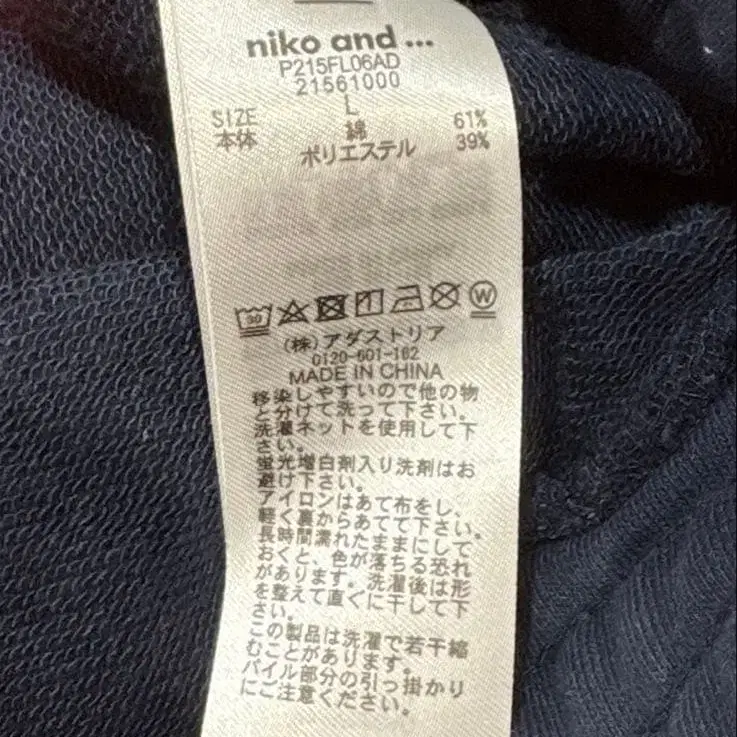 niko and ...
P215FL06AD
21561000
SIZE L
本体 綿 61%
ポリエステル 39%
30 W
(株)アダストリア
0120-601-162
MADE IN CHINA
移染しやすいので他の物
と分けて洗って下さい。
洗濯ネットを使用して下
さい。
蛍光増白剤入り洗剤はお
避け下さい。
アイロンはあて布をし、
軽く裏からあてて下さい。
長時間濡れたままにして
おくと、色が落ちる恐れ
があります。洗濯後は形
を整えて直ぐに干して下
さい。
この製品は洗濯で若干縮
むことがあります。
パイル部分の引っ掛かり
にご注意ください。